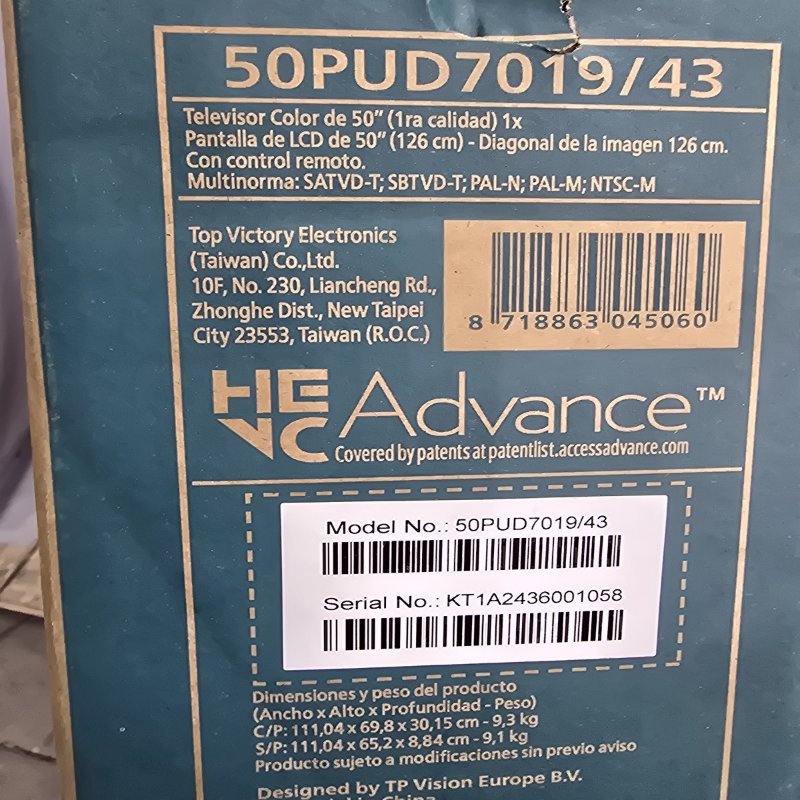 50PUD7019/43
Televisor Color de 50" (1ra calidad) 1x
Pantalla de LCD de 50" (126 cm) - Diagonal de la imagen 126 cm.
Con control remoto.
Multinorma: SATVD-T; SBTVD-T; PAL-N; PAL-M; NTSC-M
Top Victory Electronics
(Taiwan) Co.,Ltd.
10F, No. 230, Liancheng Rd.,
Zhonghe Dist., New Taipei
City 23553, Taiwan (R.O.C.)
8 718863 045060
HEVC Advance™
Covered by patents at patentlist.accessadvance.com
Model No.: 50PUD7019/43
Serial No.: KT1A2436001058
Dimensiones y peso del producto
(Ancho x Alto x Profundidad - Peso)
C/P: 111,04 x 69,8 x 30,15 cm - 9,3 kg
S/P: 111,04 x 65,2 x 8,84 cm - 9,1 kg
Producto sujeto a modificaciones sin previo aviso
Designed by TP Vision Europe B.V.
China